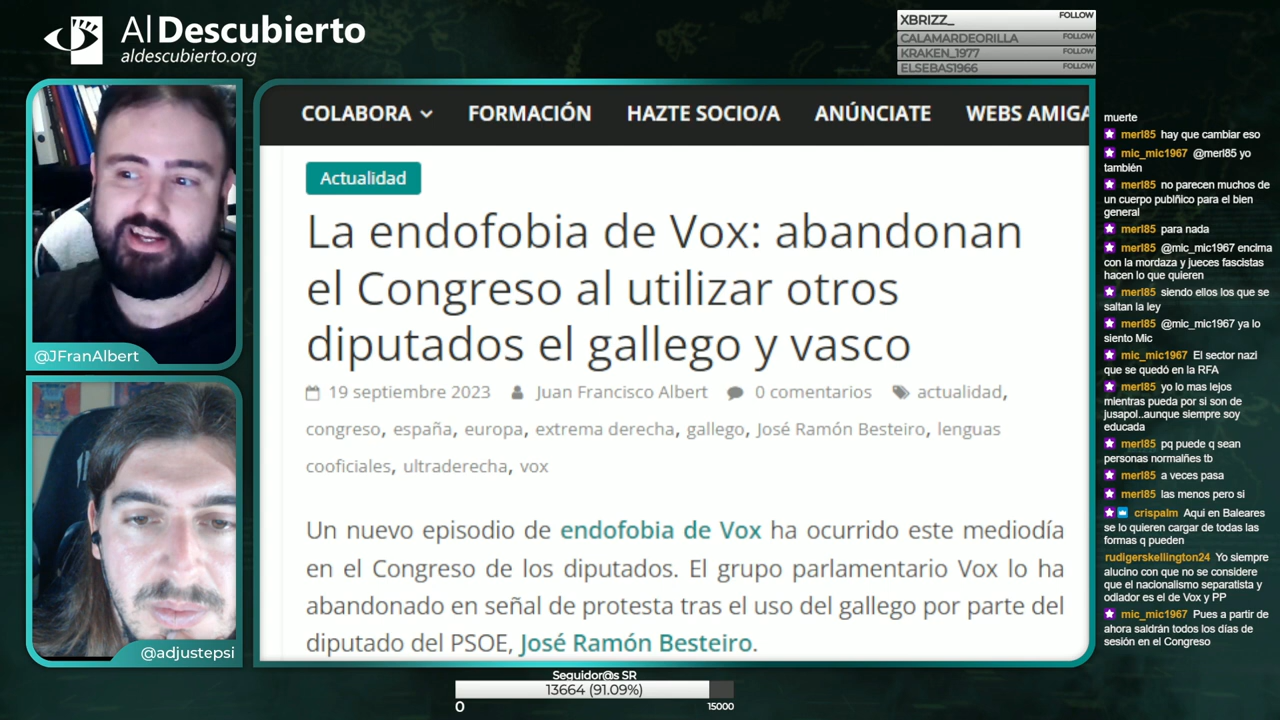 Al Descubierto
aldescubierto.org
XBRIZZ_ FOLLOW
CALAMARDEORILLA FOLLOW
KRAKEN_1977 FOLLOW
ELSEBAS1966 FOLLOW
@JFranAlbert
@adjustepsi
COLABORA FORMACIÓN HAZTE SOCIO/A ANÚNCIATE WEBS AMIGA
Actualidad
La endofobia de Vox: abandonan
el Congreso al utilizar otros
diputados el gallego y vasco
19 septiembre 2023 Juan Francisco Albert 0 comentarios actualidad,
congreso, españa, europa, extrema derecha, gallego, José Ramón Besteiro, lenguas
cooficiales, ultraderecha, vox
Un nuevo episodio de endofobia de Vox ha ocurrido este mediodía
en el Congreso de los diputados. El grupo parlamentario Vox lo ha
abandonado en señal de protesta tras el uso del gallego por parte del
diputado del PSOE, José Ramón Besteiro.
muerte
merl85 hay que cambiar eso
mic_mic1967 @merl85 yo
también
merl85 no parecen muchos de
un cuerpo publñico para el bien
general
merl85 para nada
merl85 @mic_mic1967 encima
con la mordaza y jueces fascistas
hacen lo que quieren
merl85 siendo ellos los que se
saltan la ley
merl85 @mic_mic1967 ya lo
siento Mic
mic_mic1967 El sector nazi
que se quedó en la RFA
merl85 yo lo mas lejos
mientras pueda por si son de
jusapol..aunque siempre soy
educada
merl85 pq puede q sean
personas normalñes tb
merl85 a veces pasa
merl85 las menos pero si
crispalm Aqui en Baleares
se lo quieren cargar de todas las
formas q pueden
rudigerskellington24 Yo siempre
alucino con que no se considere
que el nacionalismo separatista y
odiador es el de Vox y PP
mic_mic1967 Pues a partir de
ahora saldrán todos los días de
sesión en el Congreso
Seguidor@s SR
13664 (91.09%)
0 15000